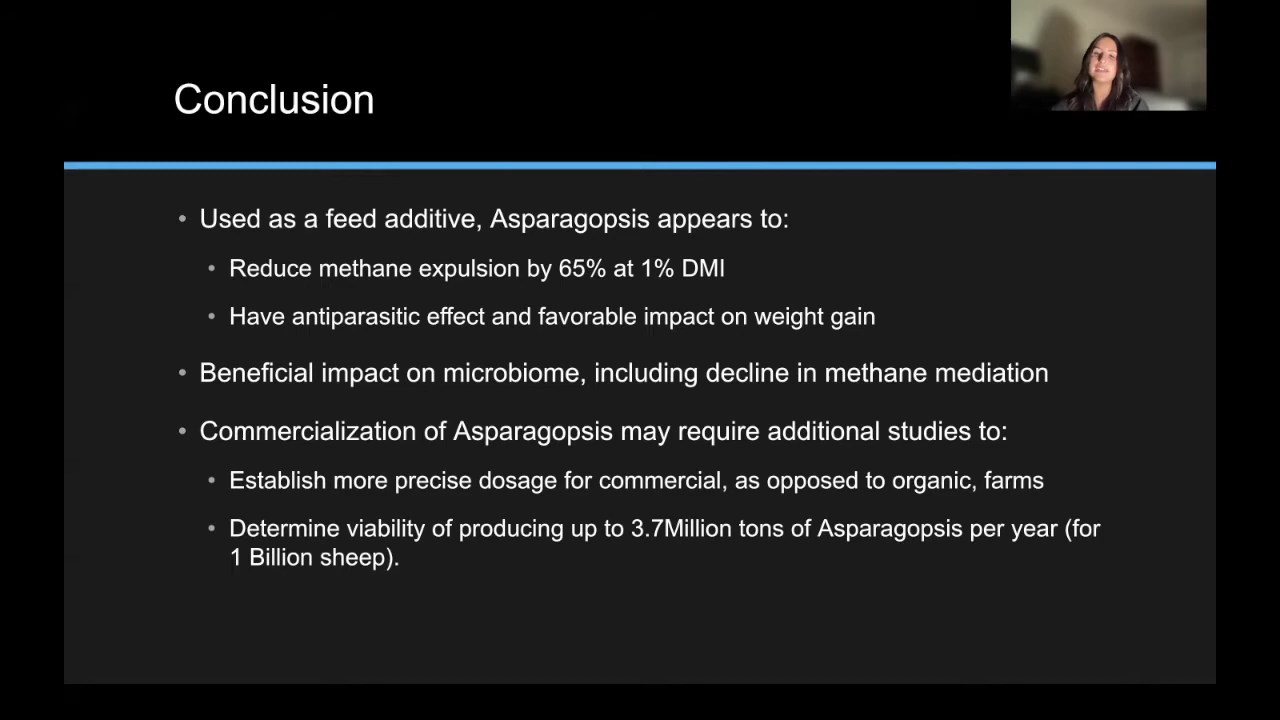 Conclusion
• Used as a feed additive, Asparagopsis appears to:
• Reduce methane expulsion by 65% at 1% DMI
• Have antiparasitic effect and favorable impact on weight gain
• Beneficial impact on microbiome, including decline in methane mediation
• Commercialization of Asparagopsis may require additional studies to:
• Establish more precise dosage for commercial, as opposed to organic, farms
• Determine viability of producing up to 3.7Million tons of Asparagopsis per year (for
1 Billion sheep).